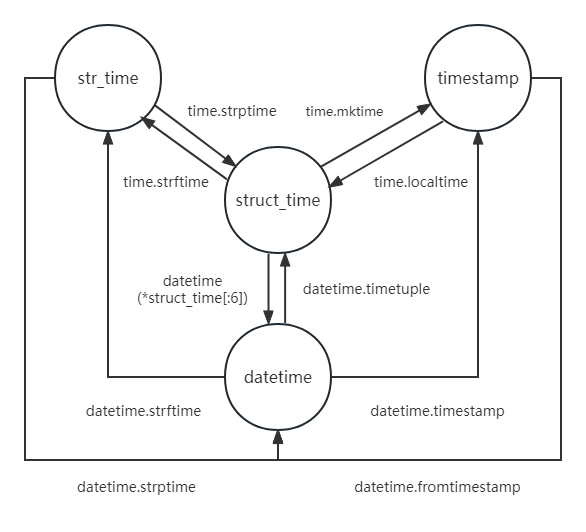 str_time
timestamp
time.strptime
time.mktime
time.strftime
time.localtime
struct_time
datetime
(*struct_time[:6])
datetime.timetuple
datetime
datetime.strftime
datetime.timestamp
datetime.strptime
datetime.fromtimestamp